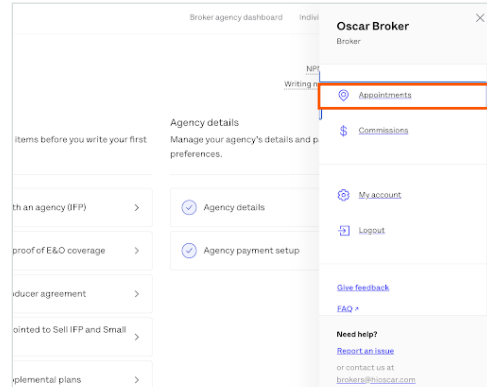 Broker agency dashboard
Oscar Broker
Broker
Writing
Appointments
Commissions
My account
Logout
Give feedback
FAQ ↗
Need help?
Report an issue
or contact us at
brokers@hioscar.com
items before you write your first
th an agency (IFP)
proof of E&O coverage
ducer agreement
ointed to Sell IFP and Small
plemental plans
Agency details
Manage your agency's details and p
preferences.
Agency details
Agency payment setup